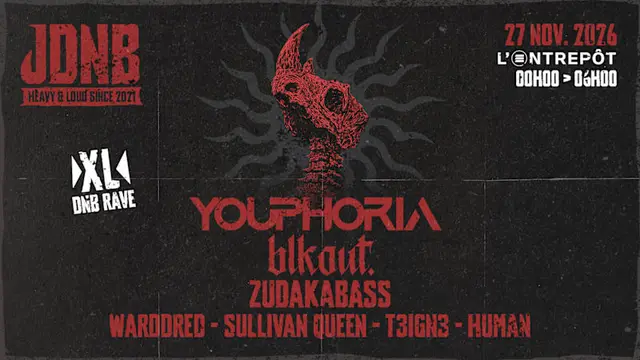 JDNB
HEAVY & LOUD SINCE 2021
27 NOV. 2026
L'ENTREPÔT
00H00 > 06H00
XL
DNB RAVE
YOUPHORIA
blkout.
ZUDAKABASS
WARDDRED - SULLIVAN QUEEN - T3IGN3 - HUMAN